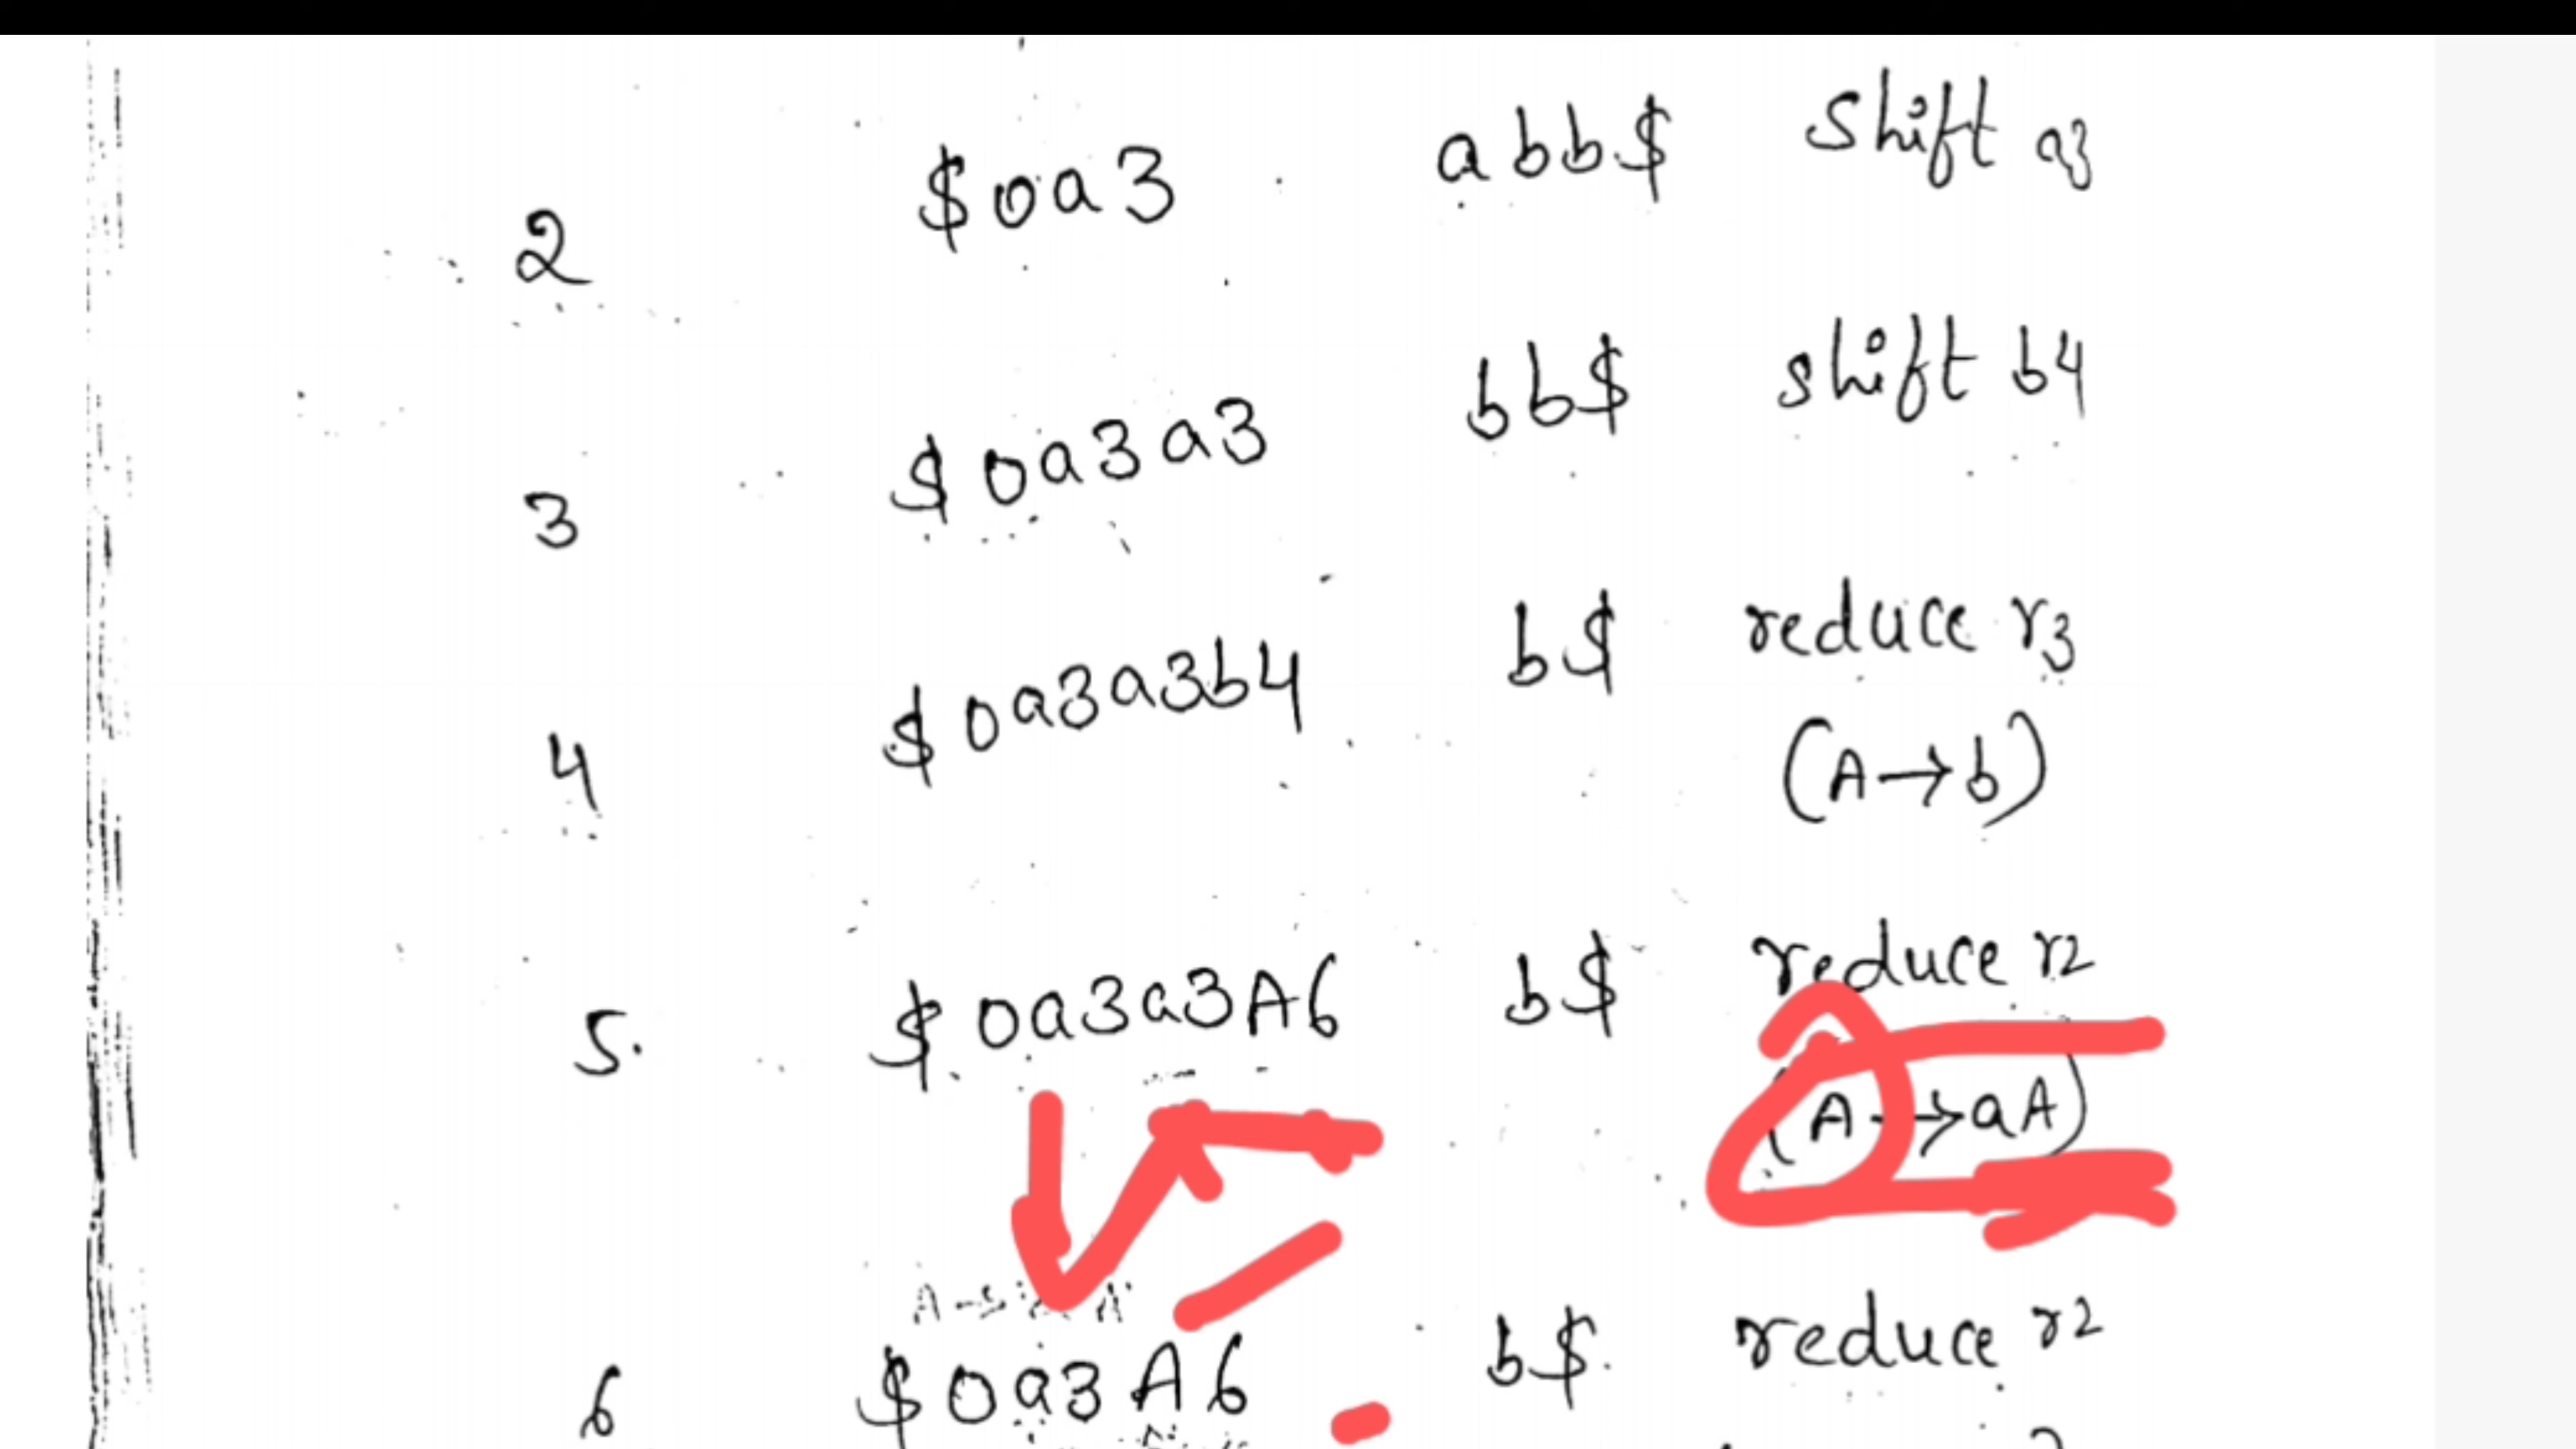 2 $0a3 abb$ shift a3
3 $0a3a3 bb$ shift b4
4 $0a3a3b4 b$ reduce r3
(A→b)
5. $0a3a3A6 b$ reduce r2
(A→aA)
6 $0a3A6 b$ reduce r2